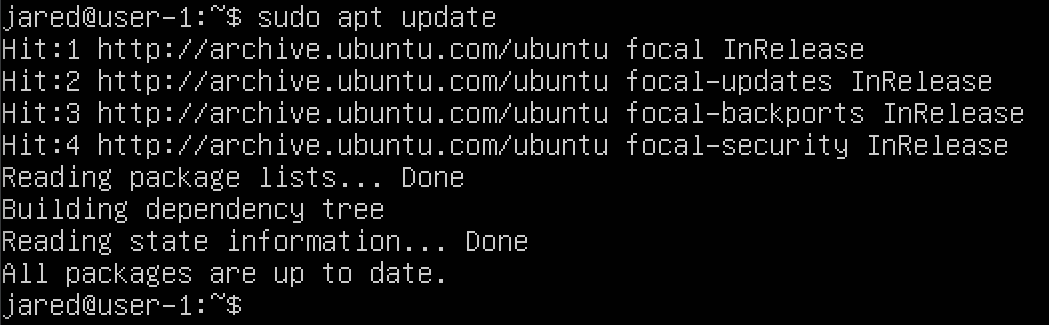 jared@user-1:~$ sudo apt update
Hit:1 http://archive.ubuntu.com/ubuntu focal InRelease
Hit:2 http://archive.ubuntu.com/ubuntu focal-updates InRelease
Hit:3 http://archive.ubuntu.com/ubuntu focal-backports InRelease
Hit:4 http://archive.ubuntu.com/ubuntu focal-security InRelease
Reading package lists... Done
Building dependency tree
Reading state information... Done
All packages are up to date.
jared@user-1:~$